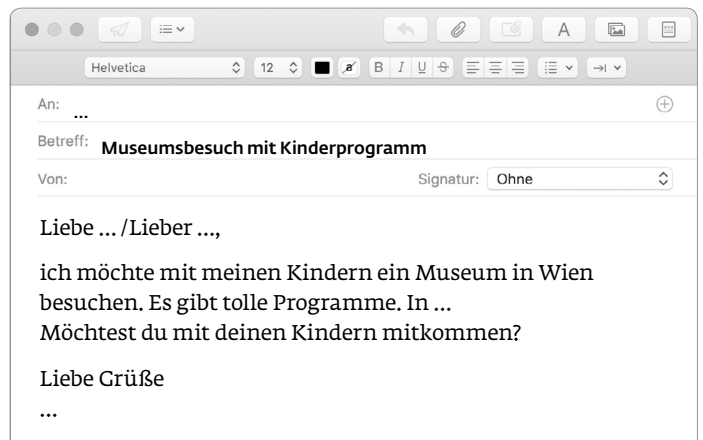 Helvetica 12 a B I U S
An: ...
Betreff: Museumsbesuch mit Kinderprogramm
Von: Signatur: Ohne
Liebe ... /Lieber ...,
ich möchte mit meinen Kindern ein Museum in Wien
besuchen. Es gibt tolle Programme. In ...
Möchtest du mit deinen Kindern mitkommen?
Liebe Grüße
...